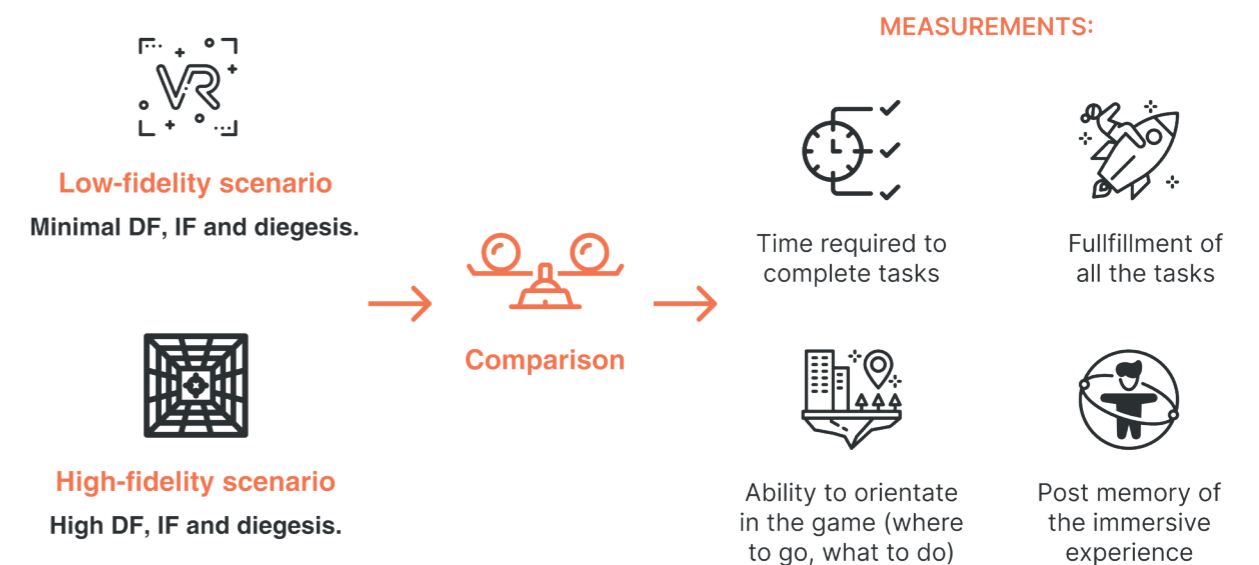 VR
Low-fidelity scenario
Minimal DF, IF and diegesis.
High-fidelity scenario
High DF, IF and diegesis.
Comparison
MEASUREMENTS:
Time required to
complete tasks
Fullfillment of
all the tasks
Ability to orientate
in the game (where
to go, what to do)
Post memory of
the immersive
experience